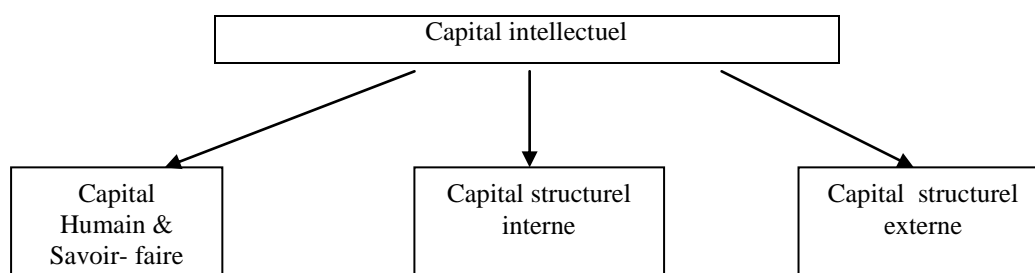 Capital intellectuel
Capital
Humain &
Savoir- faire
Capital structurel
interne
Capital structurel
externe